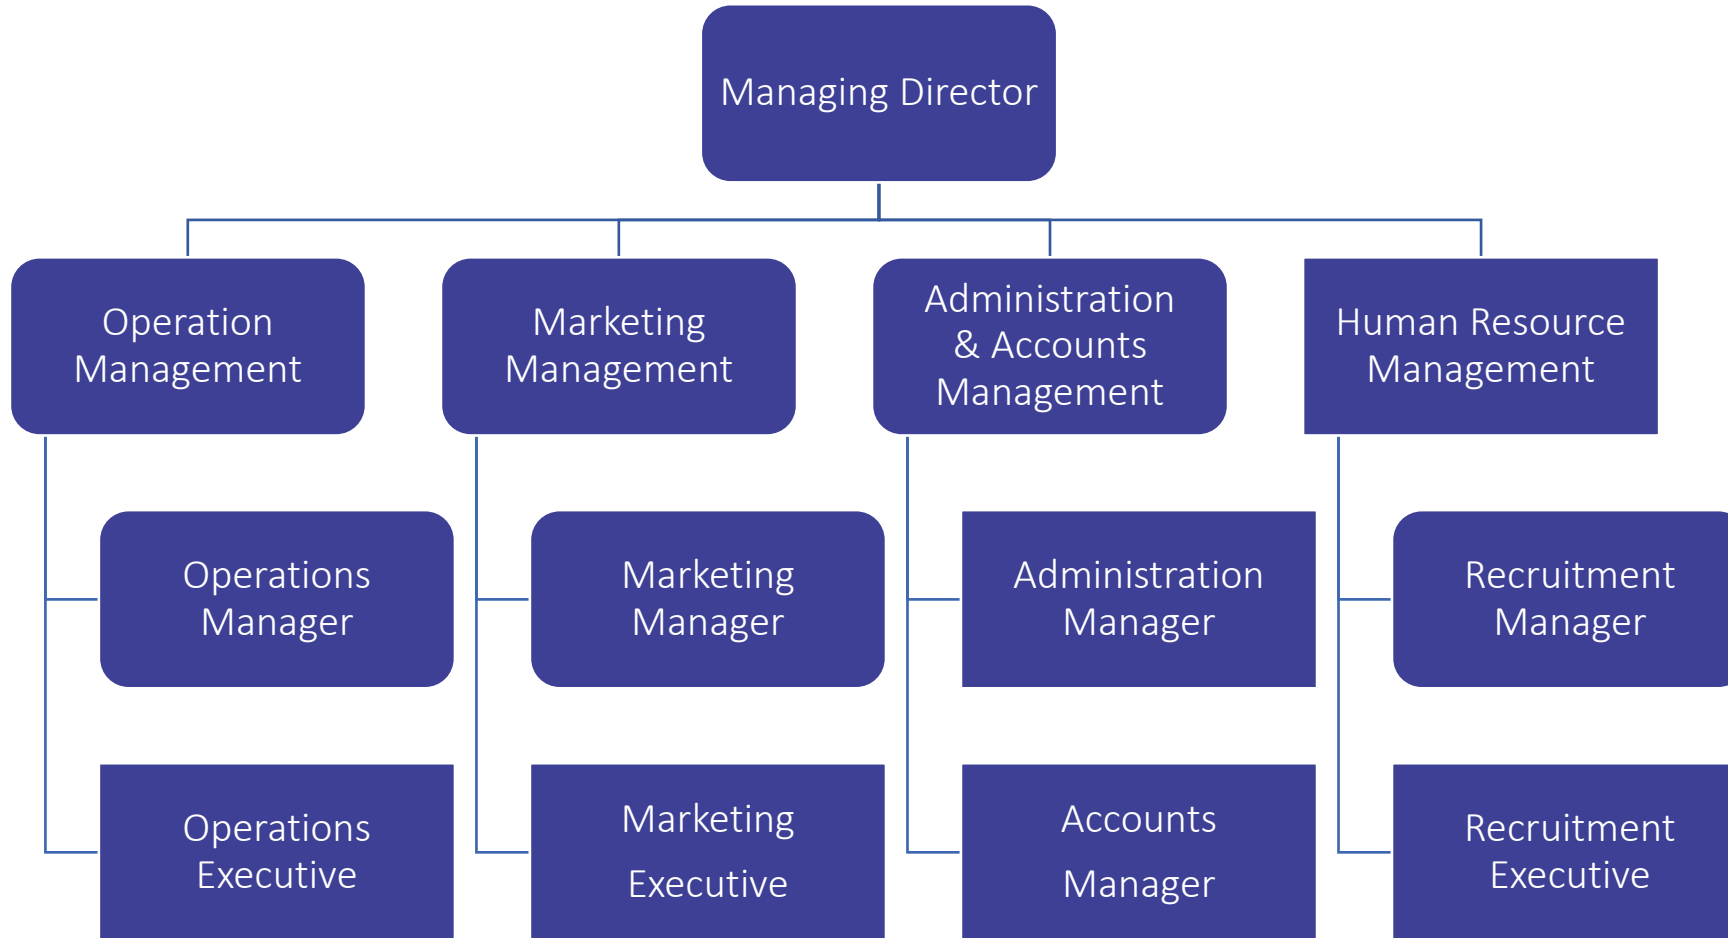 Managing Director
Operation
Management
Marketing
Management
Administration
& Accounts
Management
Human Resource
Management
Operations
Manager
Marketing
Manager
Administration
Manager
Recruitment
Manager
Operations
Executive
Marketing
Executive
Accounts
Manager
Recruitment
Executive